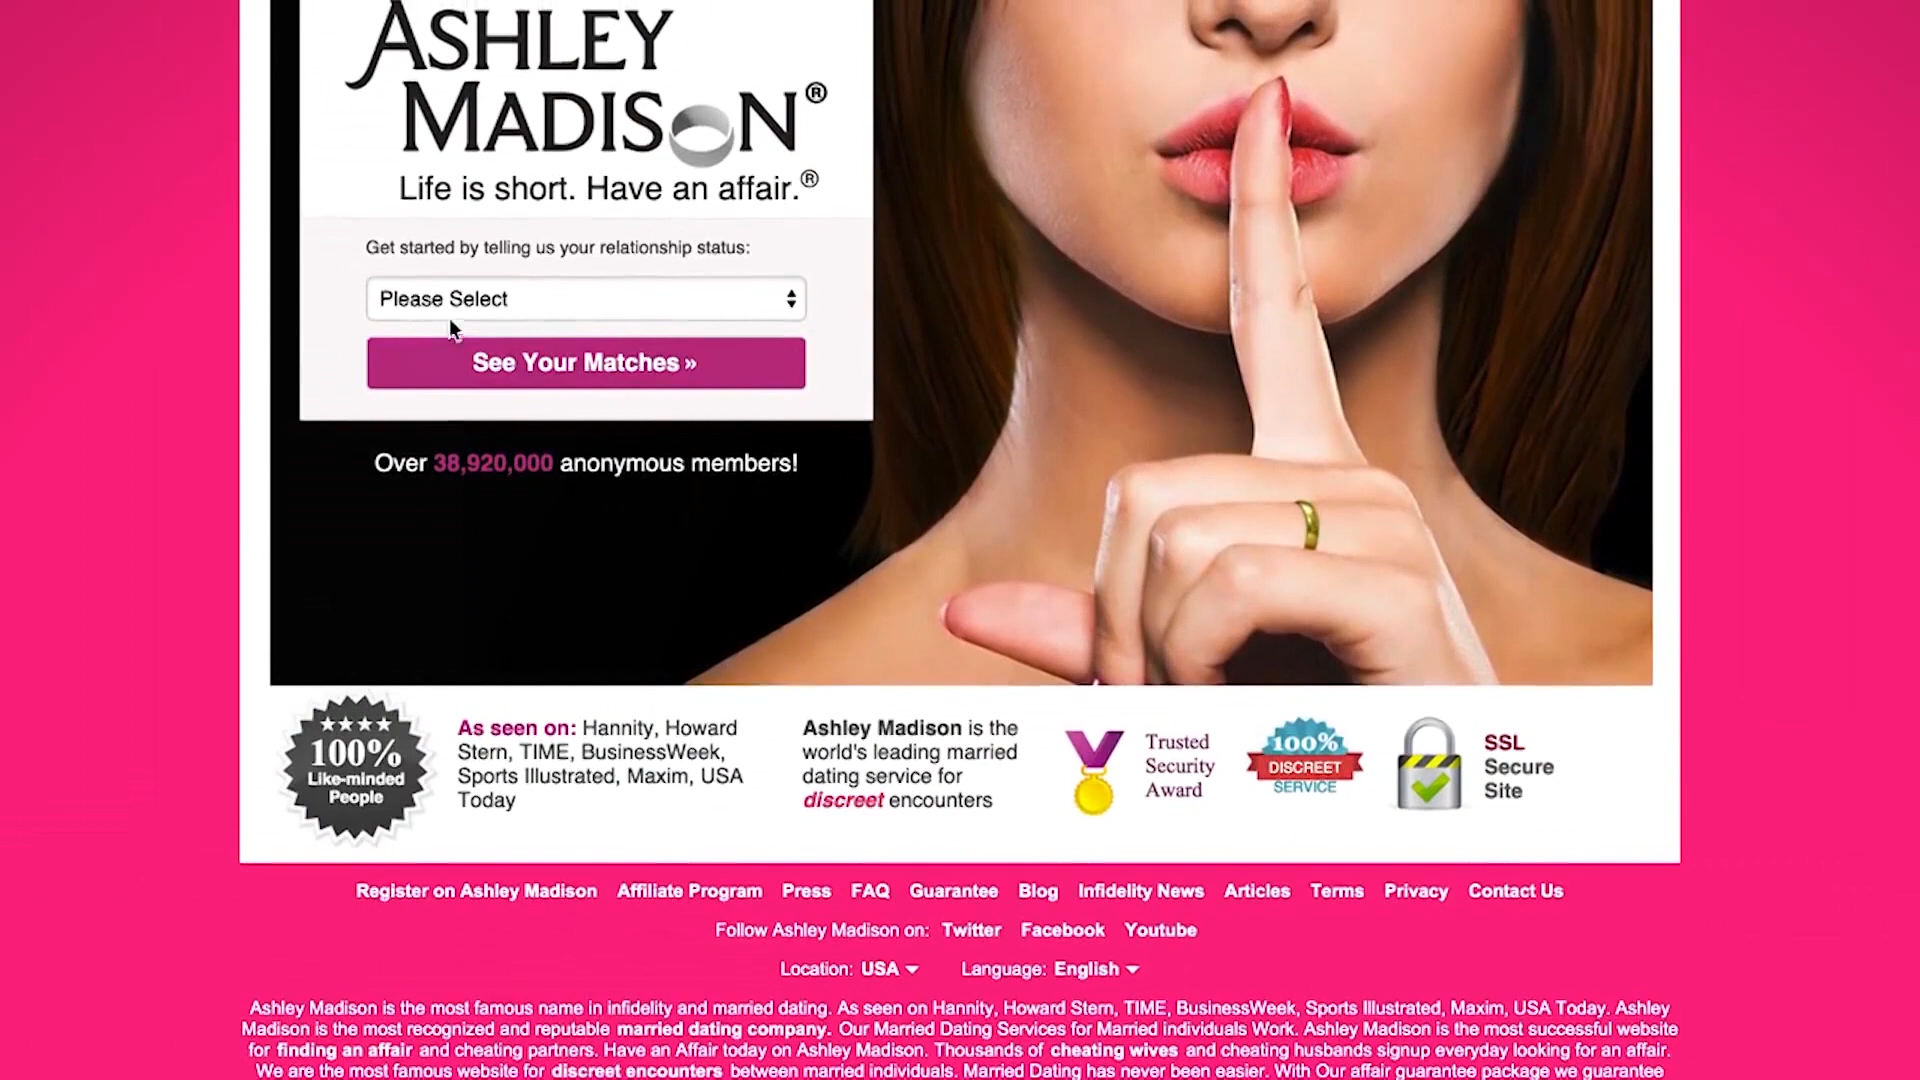 ASHLEY
MADISON®
Life is short. Have an affair.®
Get started by telling us your relationship status:
Please Select
See Your Matches »
Over 38,920,000 anonymous members!
100%
Like-minded
People
As seen on: Hannity, Howard
Stern, TIME, BusinessWeek,
Sports Illustrated, Maxim, USA
Today
Ashley Madison is the
world's leading married
dating service for
discreet encounters
Trusted
Security
Award
100%
DISCREET
SERVICE
SSL
Secure
Site
Register on Ashley Madison Affiliate Program Press FAQ Guarantee Blog Infidelity News Articles Terms Privacy Contact Us
Follow Ashley Madison on: Twitter Facebook Youtube
Location: USA Language: English
Ashley Madison is the most famous name in infidelity and married dating. As seen on Hannity, Howard Stern, TIME, BusinessWeek, Sports Illustrated, Maxim, USA Today. Ashley
Madison is the most recognized and reputable married dating company. Our Married Dating Services for Married individuals Work. Ashley Madison is the most successful website
for finding an affair and cheating partners. Have an Affair today on Ashley Madison. Thousands of cheating wives and cheating husbands signup everyday looking for an affair.
We are the most famous website for discreet encounters between married individuals. Married Dating has never been easier. With Our affair guarantee package we guarantee